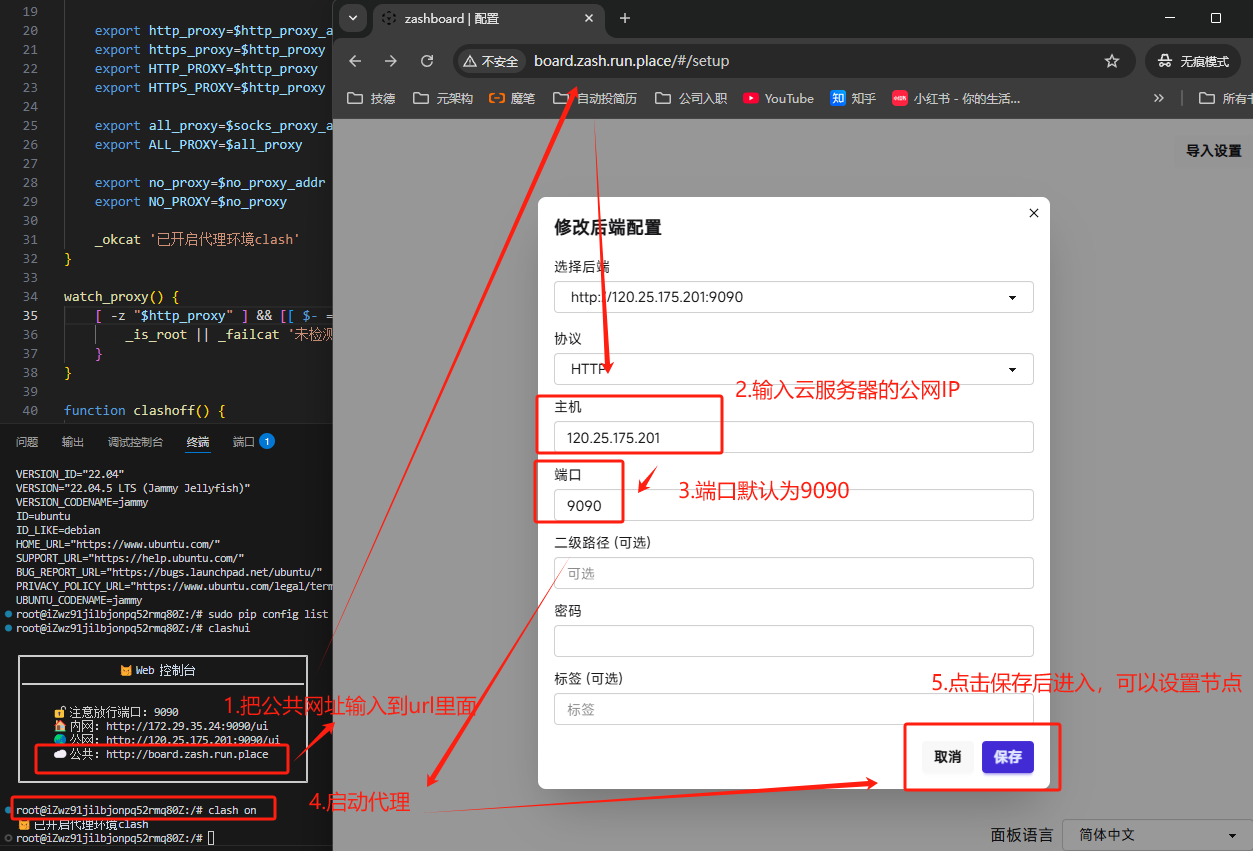 19
20 export http_proxy=$http_proxy_a
21 export https_proxy=$http_proxy
22 export HTTP_PROXY=$http_proxy
23 export HTTPS_PROXY=$http_proxy
24
25 export all_proxy=$socks_proxy_a
26 export ALL_PROXY=$all_proxy
27
28 export no_proxy=$no_proxy_addr
29 export NO_PROXY=$no_proxy
30
31 _okcat '已开启代理环境clash'
32 }
33
34 watch_proxy() {
35 [ -z "$http_proxy" ] && [[ $- =
36 _is_root || _failcat '未检测
37 }
38 }
39
40 function clashoff() {
问题 输出 调试控制台 终端 端口 1
VERSION_ID="22.04"
VERSION="22.04.5 LTS (Jammy Jellyfish)"
VERSION_CODENAME=jammy
ID=ubuntu
ID_LIKE=debian
HOME_URL="https://www.ubuntu.com/"
SUPPORT_URL="https://help.ubuntu.com/"
BUG_REPORT_URL="https://bugs.launchpad.net/ubuntu/"
PRIVACY_POLICY_URL="https://www.ubuntu.com/legal/term
UBUNTU_CODENAME=jammy
root@iZwz91jilbjonpq52rmq80Z:/# sudo pip config list
root@iZwz91jilbjonpq52rmq80Z:/# clashui
Web 控制台
注意放行端口: 9090
内网: http://172.29.35.24:9090/ui
公网: http://120.25.175.201:9090/ui
公共: http://board.zash.run.place
root@iZwz91jilbjonpq52rmq80Z:/# clash on
已开启代理环境clash
root@iZwz91jilbjonpq52rmq80Z:/#
zashboard | 配置
不安全 board.zash.run.place/#/setup
无痕模式
技德 元架构 魔笔 自动投简历 公司入职 YouTube 知 知乎 小红书 - 你的生活... 所有书
导入设置
修改后端配置
选择后端
http://120.25.175.201:9090
协议
HTTP
主机
120.25.175.201
端口
9090
二级路径 (可选)
可选
密码
标签 (可选)
标签
取消 保存
面板语言 简体中文
1.把公共网址输入到url里面
2.输入云服务器的公网IP
3.端口默认为9090
4.启动代理
5.点击保存后进入，可以设置节点